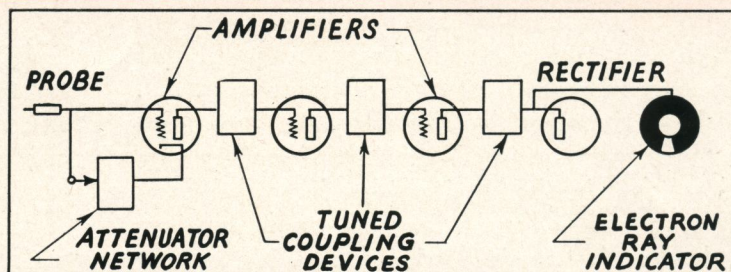 AMPLIFIERS
PROBE
RECTIFIER
ATTENUATOR
NETWORK
TUNED
COUPLING
DEVICES
ELECTRON
RAY
INDICATOR